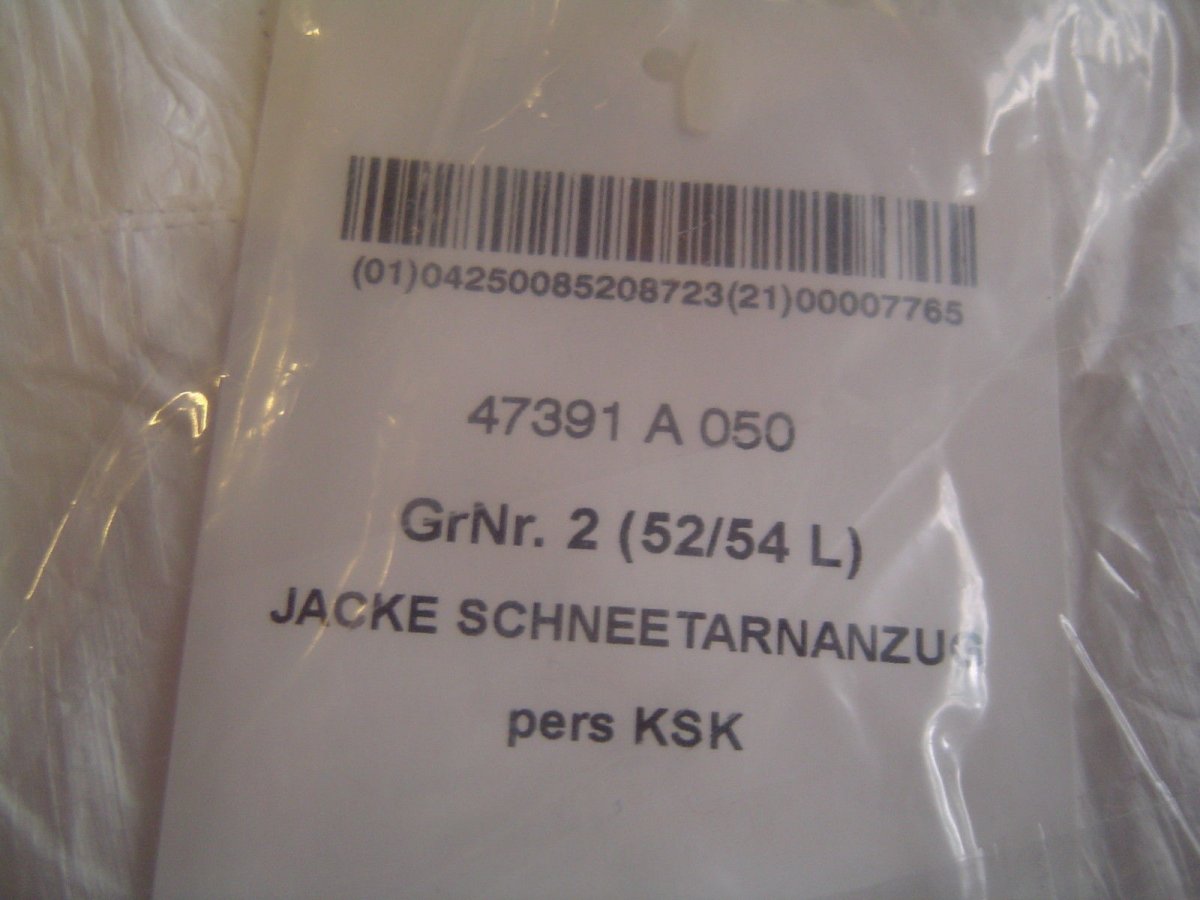 (01)04250085208723(21)00007765
47391 A 050
GrNr. 2 (52/54 L)
JACKE SCHNEETARNANZUG
pers KSK